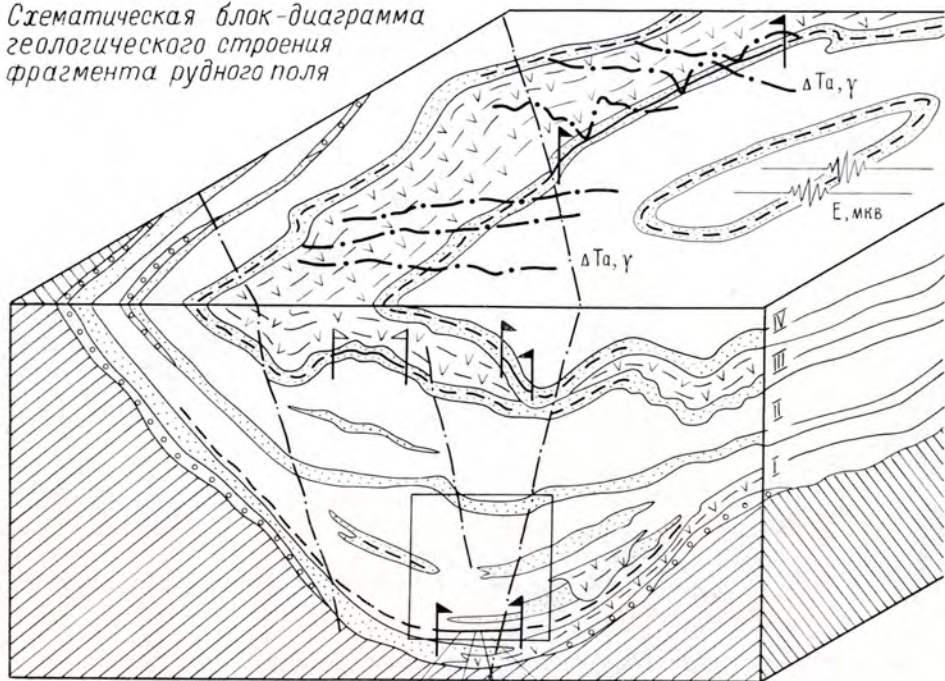 Схематическая блок-диаграмма
геологического строения
фрагмента рудного поля
ΔTa, γ
E, мкв
ΔTa, γ
IV
III
II
I